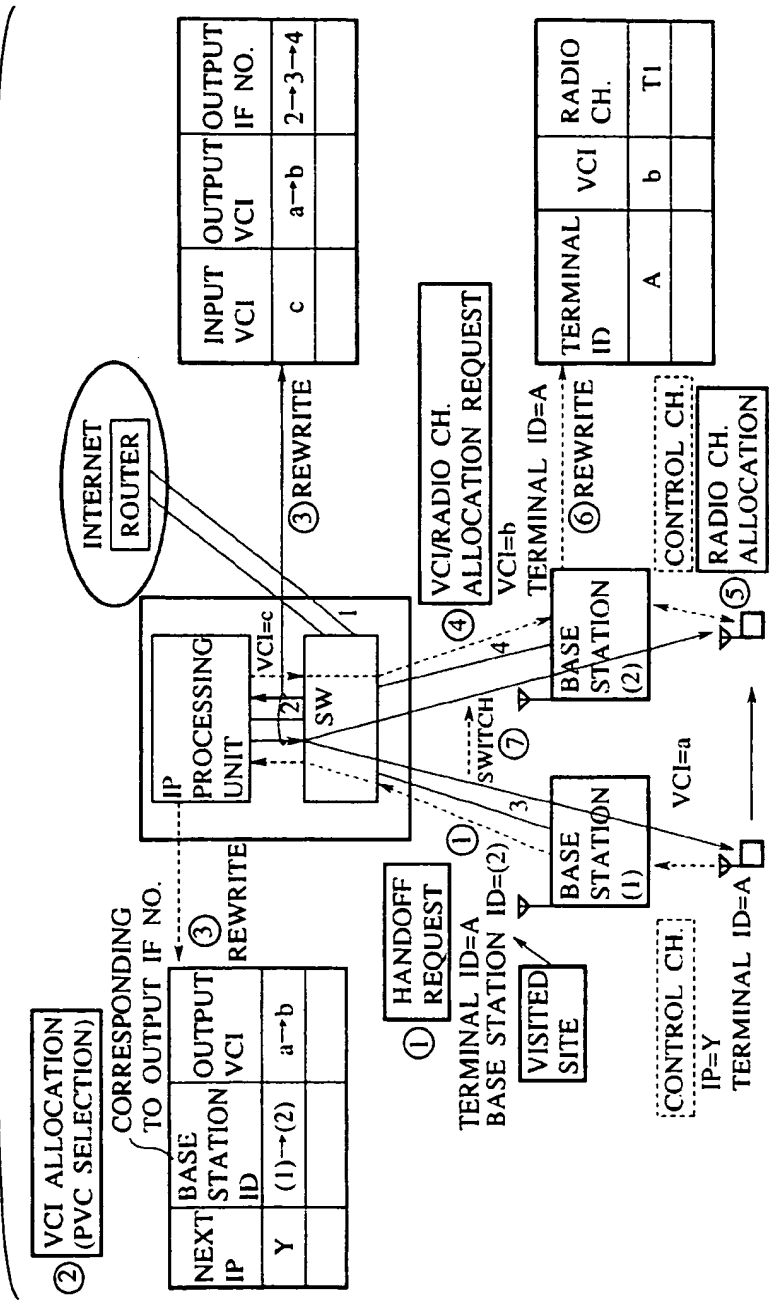 ② VCI ALLOCATION
(PVC SELECTION)
CORRESPONDING
TO OUTPUT IF NO.
NEXT
IP
BASE
STATION
ID
OUTPUT
VCI
Y
(1)→(2)
a→b
③
REWRITE
IP
PROCESSING
UNIT
VCI=c
2
SW
1
INTERNET
ROUTER
③ REWRITE
INPUT
VCI
OUTPUT
VCI
OUTPUT
IF NO.
c
a→b
2→3→4
① HANDOFF
REQUEST
TERMINAL ID=A
BASE STATION ID=(2)
VISITED
SITE
①
3
SWITCH
⑦
4
④ VCI/RADIO CH.
ALLOCATION REQUEST
VCI=b
TERMINAL ID=A
⑥ REWRITE
TERMINAL
ID
VCI
RADIO
CH.
A
b
T1
BASE
STATION
(1)
BASE
STATION
(2)
CONTROL CH.
IP=Y
TERMINAL ID=A
VCI=a
CONTROL CH.
⑤ RADIO CH.
ALLOCATION